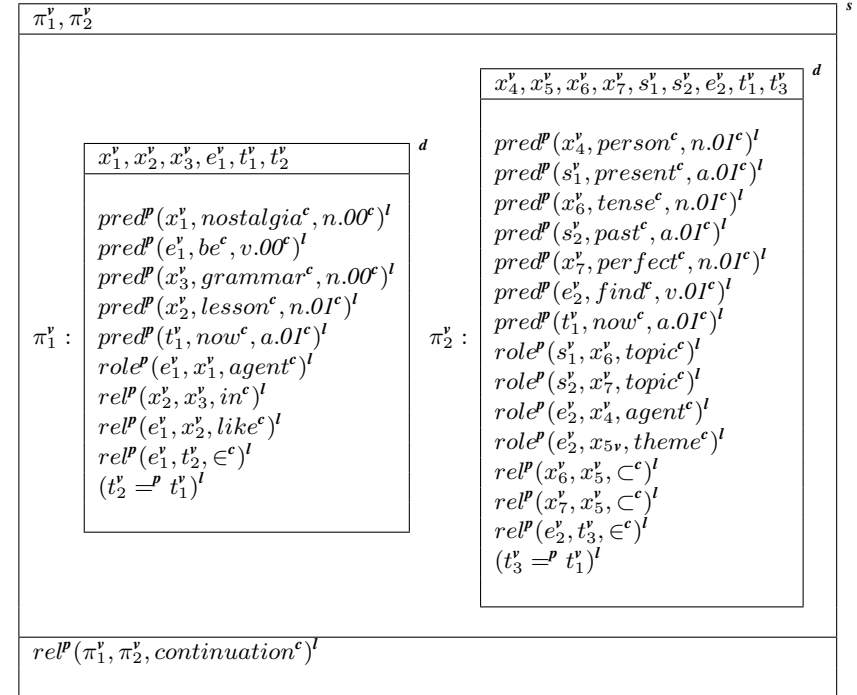 π₁ᵛ, π₂ᵛ ˢ
π₁ᵛ :
x₁ᵛ, x₂ᵛ, x₃ᵛ, e₁ᵛ, t₁ᵛ, t₂ᵛ ᵈ
predᵖ(x₁ᵛ, nostalgiaᶜ, n.00ᶜ)ˡ
predᵖ(e₁ᵛ, beᶜ, v.00ᶜ)ˡ
predᵖ(x₃ᵛ, grammarᶜ, n.00ᶜ)ˡ
predᵖ(x₂ᵛ, lessonᶜ, n.01ᶜ)ˡ
predᵖ(t₁ᵛ, nowᶜ, a.01ᶜ)ˡ
roleᵖ(e₁ᵛ, x₁ᵛ, agentᶜ)ˡ
relᵖ(x₂ᵛ, x₃ᵛ, inᶜ)ˡ
relᵖ(e₁ᵛ, x₂ᵛ, likeᶜ)ˡ
relᵖ(e₁ᵛ, t₂ᵛ, ∈ᶜ)ˡ
(t₂ᵛ =ᵖ t₁ᵛ)ˡ
π₂ᵛ :
x₄ᵛ, x₅ᵛ, x₆ᵛ, x₇ᵛ, s₁ᵛ, s₂ᵛ, e₂ᵛ, t₁ᵛ, t₃ᵛ ᵈ
predᵖ(x₄ᵛ, personᶜ, n.01ᶜ)ˡ
predᵖ(s₁ᵛ, presentᶜ, a.01ᶜ)ˡ
predᵖ(x₆ᵛ, tenseᶜ, n.01ᶜ)ˡ
predᵖ(s₂ᵛ, pastᶜ, a.01ᶜ)ˡ
predᵖ(x₇ᵛ, perfectᶜ, n.01ᶜ)ˡ
predᵖ(e₂ᵛ, findᶜ, v.01ᶜ)ˡ
predᵖ(t₁ᵛ, nowᶜ, a.01ᶜ)ˡ
roleᵖ(s₁ᵛ, x₆ᵛ, topicᶜ)ˡ
roleᵖ(s₂ᵛ, x₇ᵛ, topicᶜ)ˡ
roleᵖ(e₂ᵛ, x₄ᵛ, agentᶜ)ˡ
roleᵖ(e₂ᵛ, x₅ᵥ, themeᶜ)ˡ
relᵖ(x₆ᵛ, x₅ᵛ, ⊂ᶜ)ˡ
relᵖ(x₇ᵛ, x₅ᵛ, ⊂ᶜ)ˡ
relᵖ(e₂ᵛ, t₃ᵛ, ∈ᶜ)ˡ
(t₃ᵛ =ᵖ t₁ᵛ)ˡ
relᵖ(π₁ᵛ, π₂ᵛ, continuationᶜ)ˡ